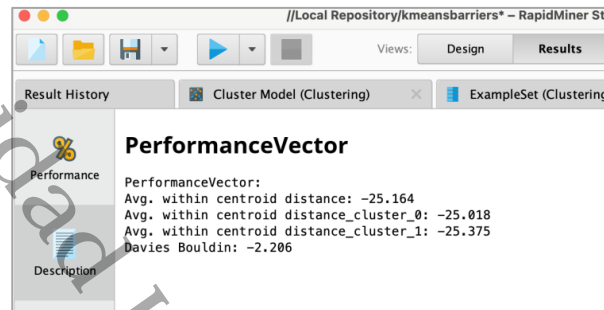 //Local Repository/kmeansbarriers* – RapidMiner St
Views: Design Results
Result History Cluster Model (Clustering) ExampleSet (Clustering
%
Performance
Description
PerformanceVector
PerformanceVector:
Avg. within centroid distance: -25.164
Avg. within centroid distance_cluster_0: -25.018
Avg. within centroid distance_cluster_1: -25.375
Davies Bouldin: -2.206